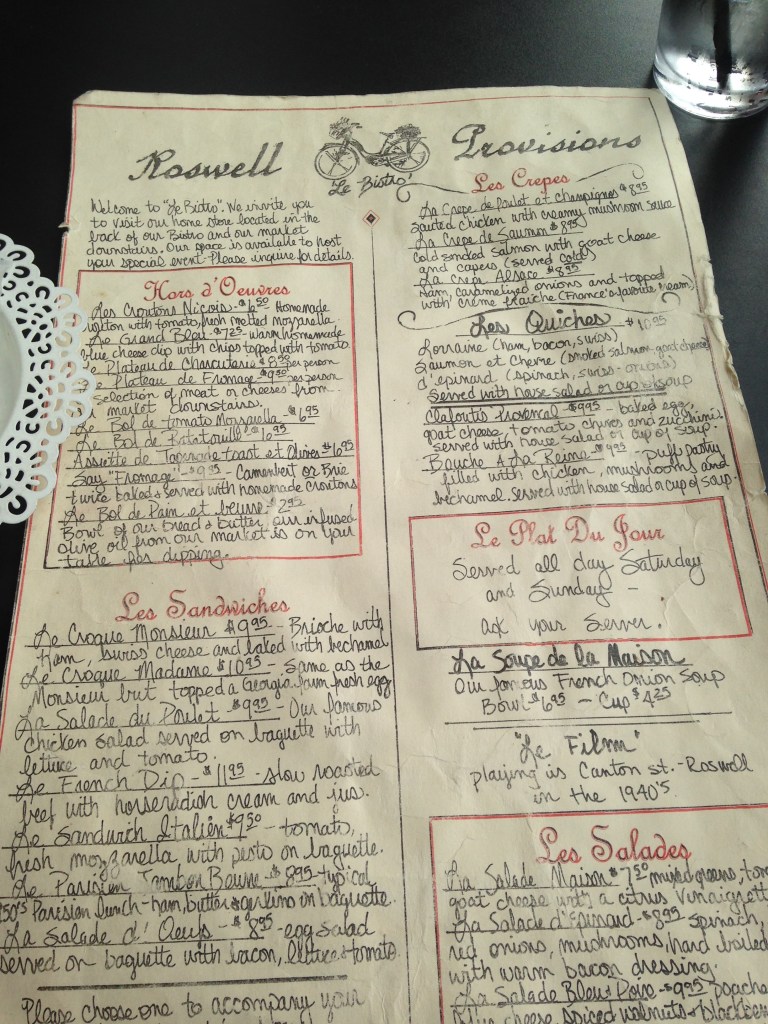 Roswell Provisions
Le Bistro'
Welcome to "Le Bistro". We invite you
to visit our home store located in the
back of our Bistro and our market
downstairs. Our space is available to host
your special event. Please inquire for details.
Hors d'Oeuvres
Les Croutons Nicois - $6.50 Homemade
with tomato, fresh melted mozzarella.
Le Grand Bleu - $7.25 - warm homemade
blue cheese dip with chips topped with tomato.
Le Plateau de Charcuterie $8.50 per person
Le Plateau de Fromage - $9.50 per person
selection of meat or cheeses from
market downstairs.
Le Bol de tomato Mozzarella - $6.95
Le Bol de Ratatouille - $6.95
Assiette de Tapenade toast et Olives $6.95
Say "Fromage" - $9.95 - Camembert or Brie
twice baked & served with homemade croutons
Le Bol de Pain et beurre - $2.95
Bowl of our bread & butter, our infused
olive oil from our market is on your
table for dipping.
Les Sandwiches
Le Croque Monsieur $9.95 - Brioche with
Ham, swiss cheese and baked with bechamel
Le Croque Madame $10.95 - same as the
Monsieur but topped a Georgia farm fresh egg
La Salade du Poulet - $9.95 - Our famous
chicken salad served on baguette with
lettuce and tomato.
Le French Dip - $11.95 - slow roasted
beef with horseradish cream and jus.
Le Sandwich Italien $9.50 - tomato,
fresh mozzarella, with pesto on baguette.
Le Parisien Jambon Beurre - $8.95 - typical
Parisian lunch - ham, butter & on baguette.
La Salade d'Oeufs - $8.95 - egg salad
served on baguette with bacon, lettuce & tomato.
Please choose one to accompany your
Les Crepes
La Crepe de Poulet et Champignes $8.95
sauteed chicken with creamy mushroom sauce
La Crepe de Saumon $8.95
Cold smoked salmon with goat cheese
and capers (served cold)
La Crepe Alsace - $8.95
Ham, caramelized onions and topped
with creme fraiche (France's favorite cream)
Les Quiches $10.95
Lorraine (ham, bacon, swiss)
Saumon et Chevre (smoked salmon, goat cheese)
d'epinard (spinach, swiss - onions)
Served with house salad or cup of soup
Clafoutis Provencal - $9.95 - baked egg,
goat cheese, tomato, chives and zucchini.
served with house salad or cup of soup.
Bouche A La Reine - $9.95 - puff pastry
filled with chicken, mushrooms and
bechamel. served with house salad or cup of soup.
Le Plat Du Jour
Served all day Saturday
and Sunday -
ask your Server.
La Soupe de la Maison
Our famous French Onion Soup
Bowl $6.95 - Cup $4.25
"Le Film"
playing is Canton st. - Roswell
in the 1940's.
Les Salades
La Salade Maison $7.50 mixed greens, tom
goat cheese with a citrus vinaigrett
La Salade d'Epinard - $8.95 - spinach,
red onions, mushrooms, hard boiled
with warm bacon dressing.
La Salade Bleu & Poire - $9.95 - poache
blue cheese spiced walnuts &